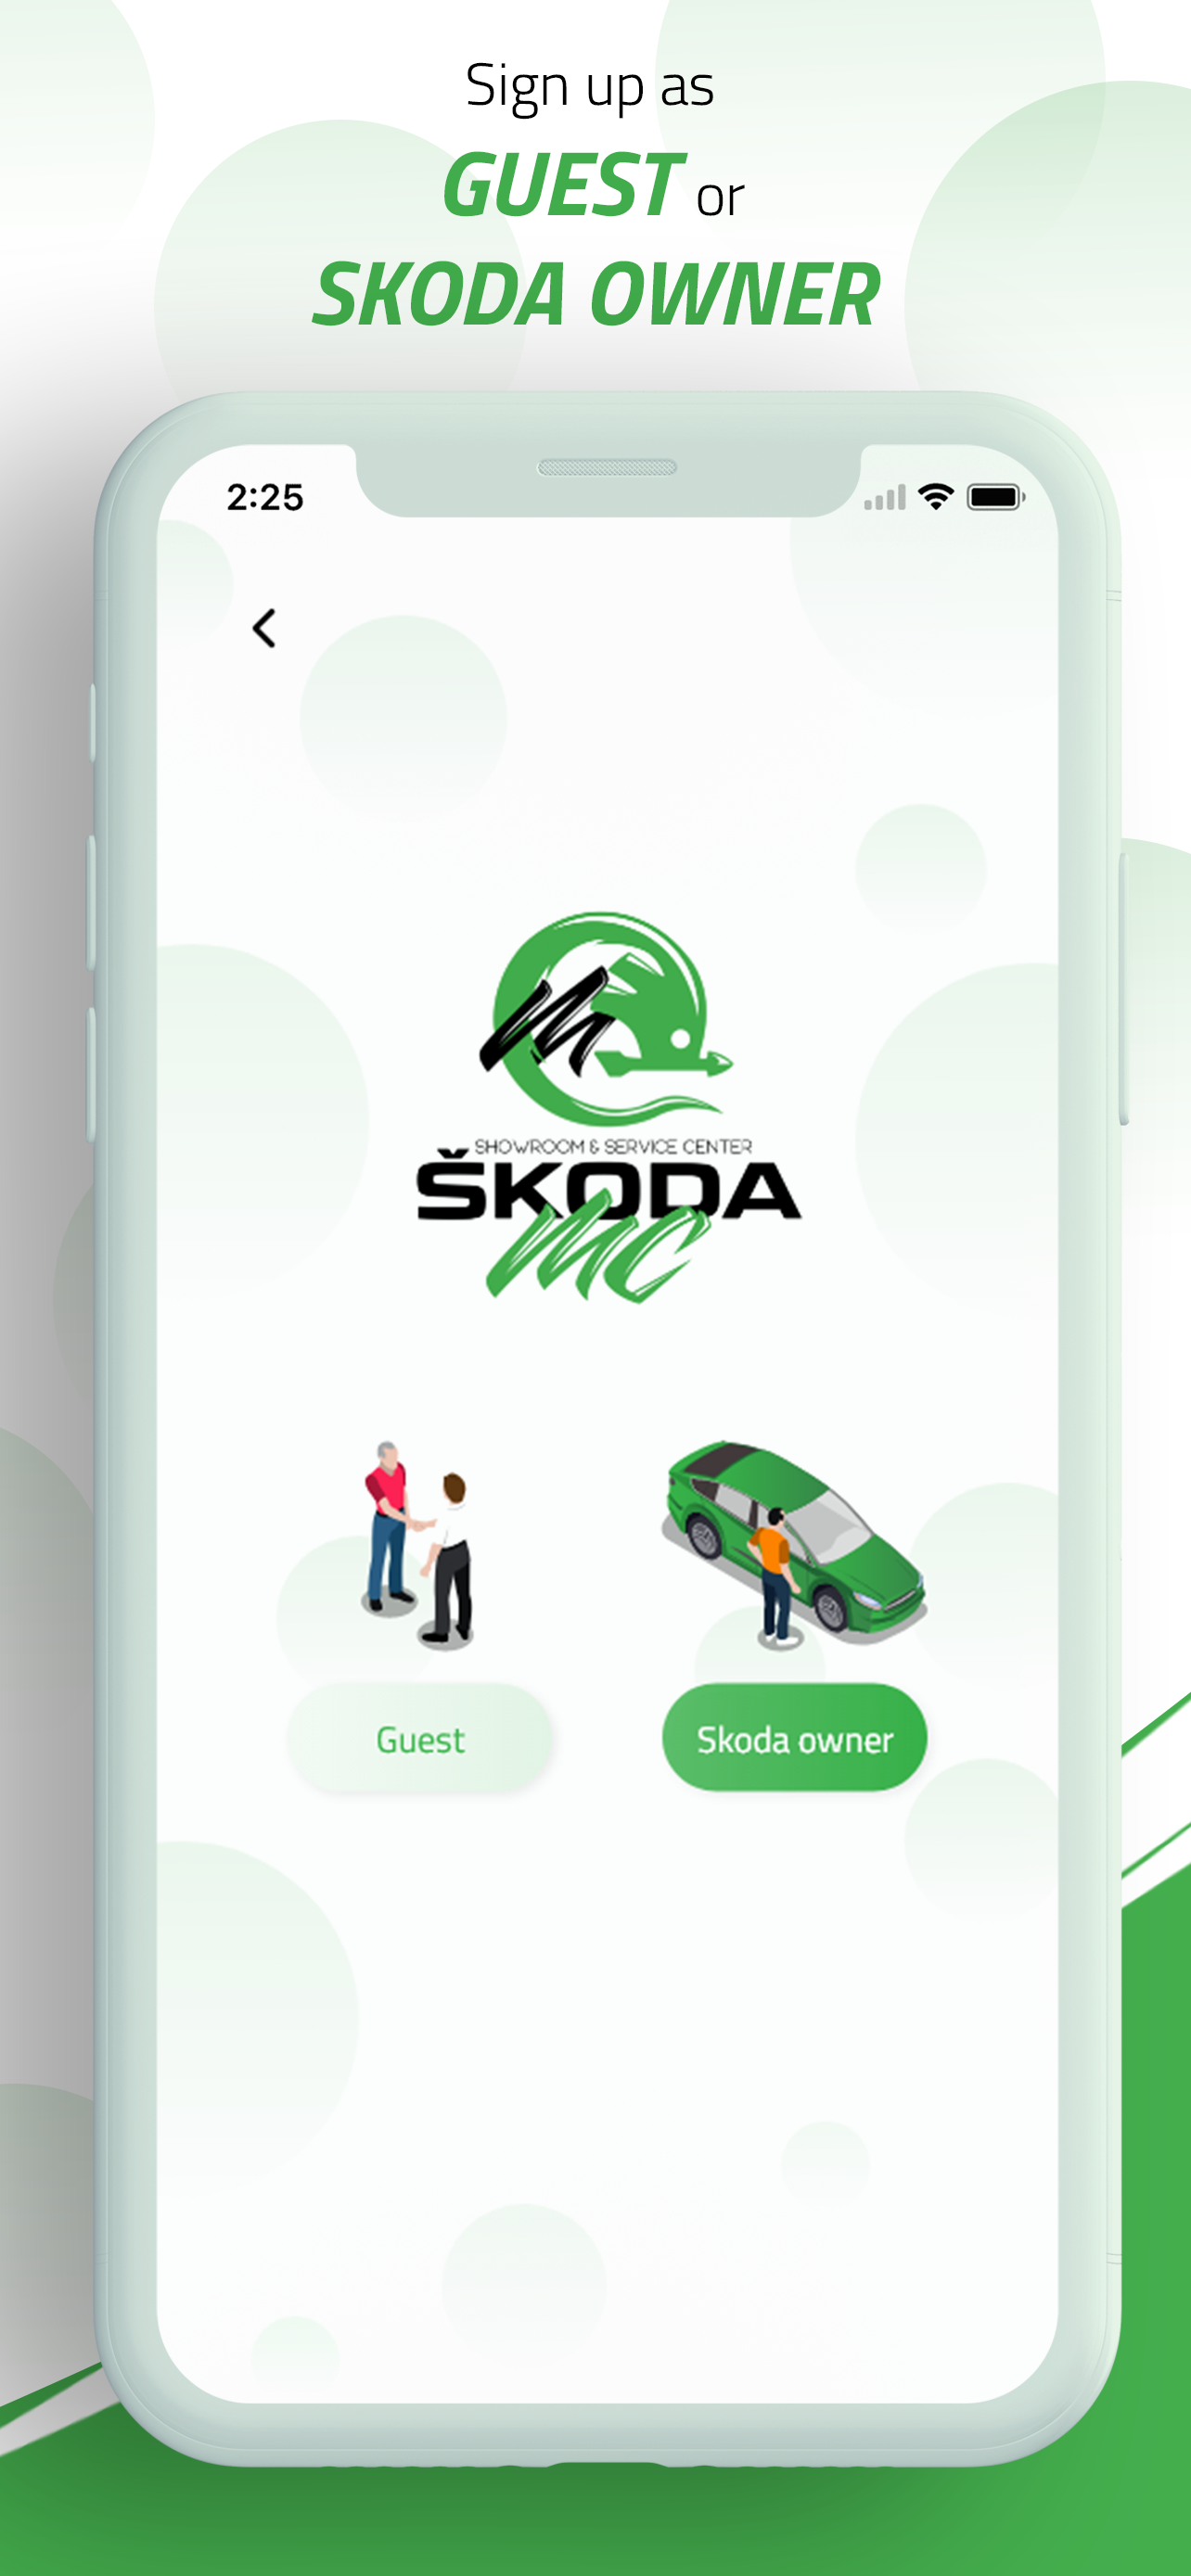 Sign up as
GUEST or
SKODA OWNER
2:25
M
SHOWROOM & SERVICE CENTER
ŠKODA
MC
Guest
Skoda owner